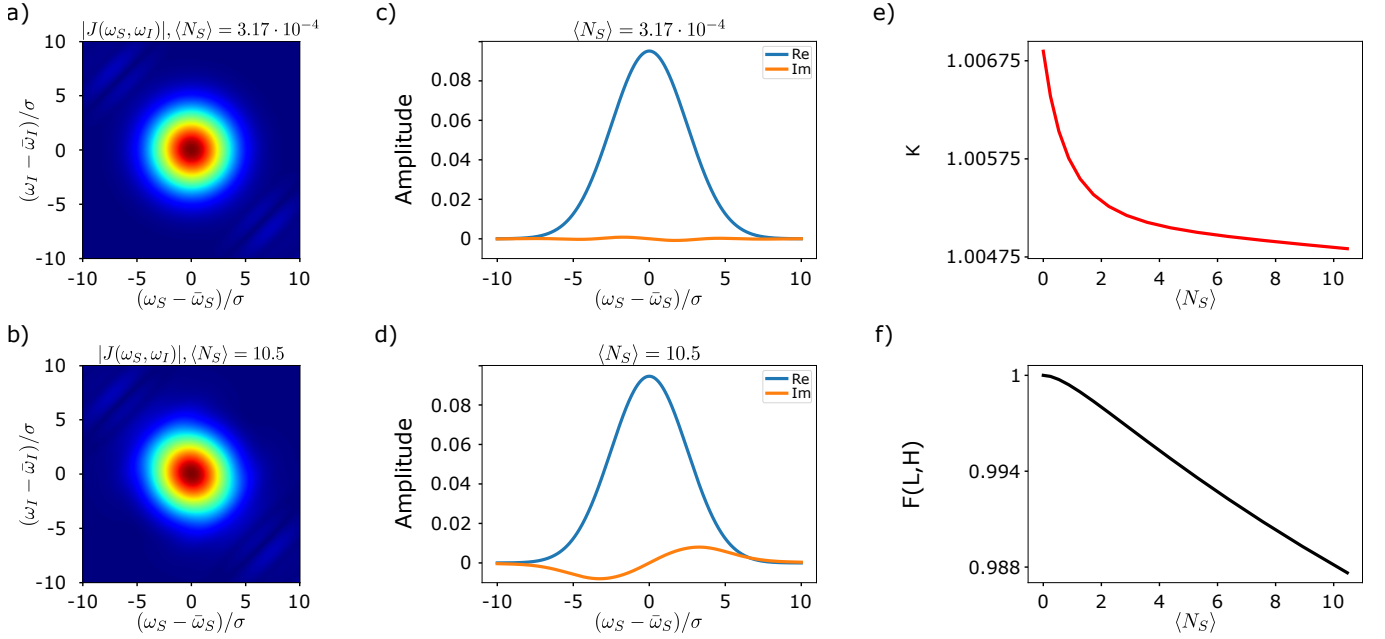 a)
|J(ω_S, ω_I)|, ⟨N_S⟩ = 3.17 · 10⁻⁴
10
5
0
-5
-10
(ω_I − ω̄_I)/σ
-10 -5 0 5 10
(ω_S − ω̄_S)/σ
c)
⟨N_S⟩ = 3.17 · 10⁻⁴
Re
Im
0.08
0.06
0.04
0.02
0
Amplitude
-10 -5 0 5 10
(ω_S − ω̄_S)/σ
e)
1.00675
1.00575
1.00475
K
0 2 4 6 8 10
⟨N_S⟩
b)
|J(ω_S, ω_I)|, ⟨N_S⟩ = 10.5
10
5
0
-5
-10
(ω_I − ω̄_I)/σ
-10 -5 0 5 10
(ω_S − ω̄_S)/σ
d)
⟨N_S⟩ = 10.5
Re
Im
0.08
0.06
0.04
0.02
0
Amplitude
-10 -5 0 5 10
(ω_S − ω̄_S)/σ
f)
1
0.994
0.988
F(L,H)
0 2 4 6 8 10
⟨N_S⟩